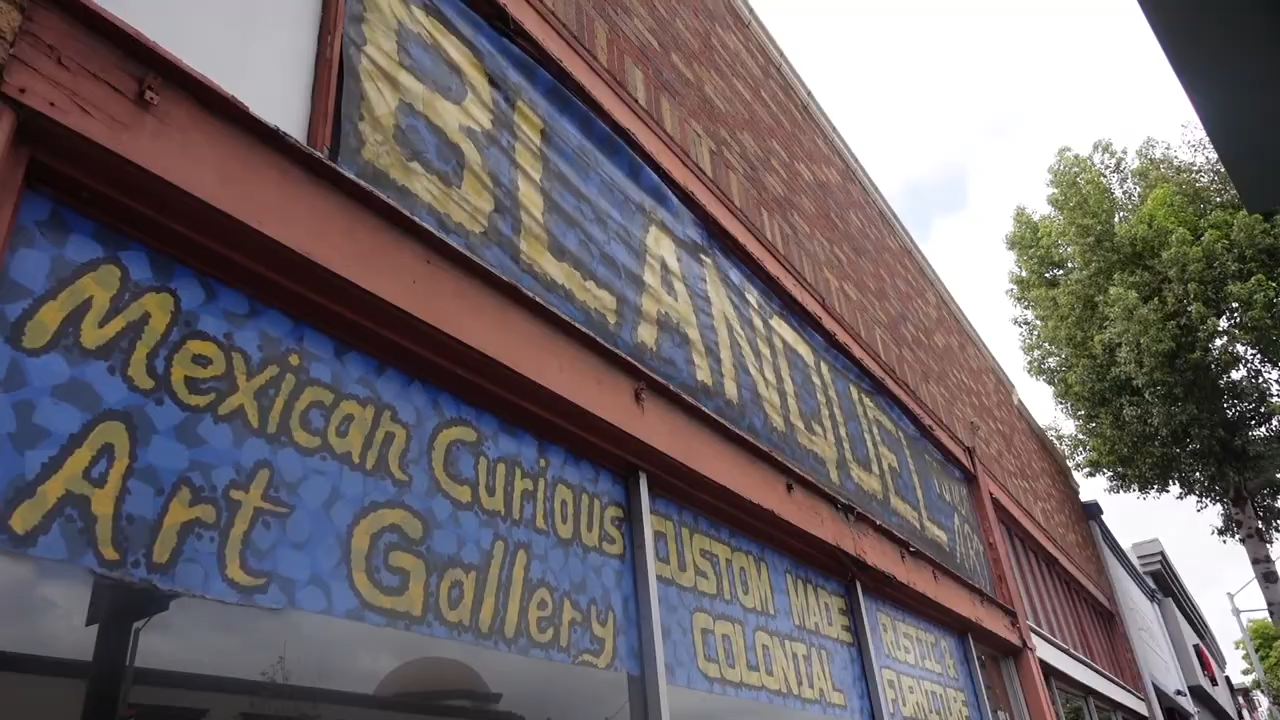 BLANQUEL
Mexican Curious
Art Gallery
CUSTOM MADE
COLONIAL
RUSTIC &
FURNITURE